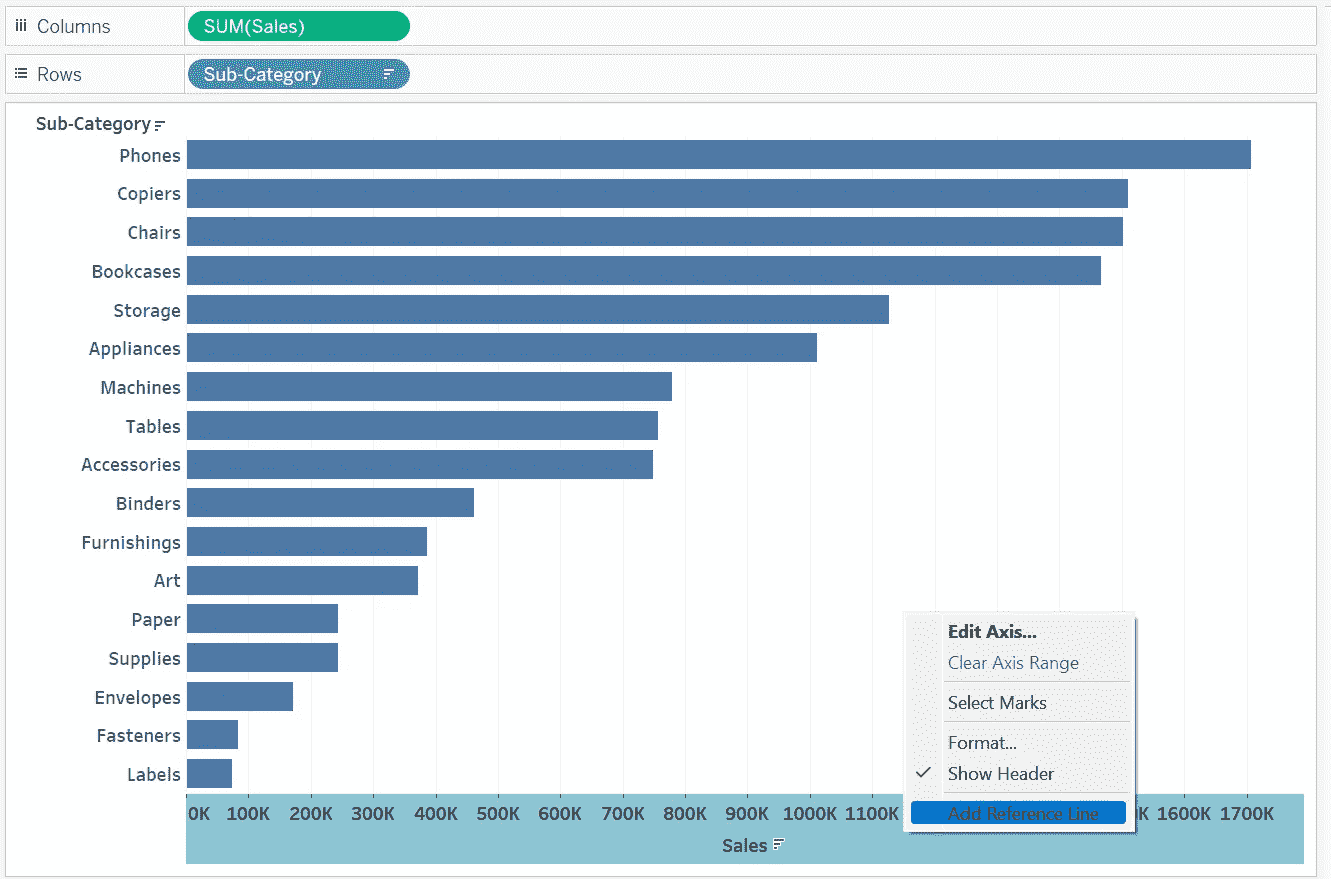 Columns SUM(Sales)
Rows Sub-Category
Sub-Category
Phones
Copiers
Chairs
Bookcases
Storage
Appliances
Machines
Tables
Accessories
Binders
Furnishings
Art
Paper
Supplies
Envelopes
Fasteners
Labels
Edit Axis...
Clear Axis Range
Select Marks
Format...
Show Header
Add Reference Line
0K 100K 200K 300K 400K 500K 600K 700K 800K 900K 1000K 1100K 1600K 1700K
Sales